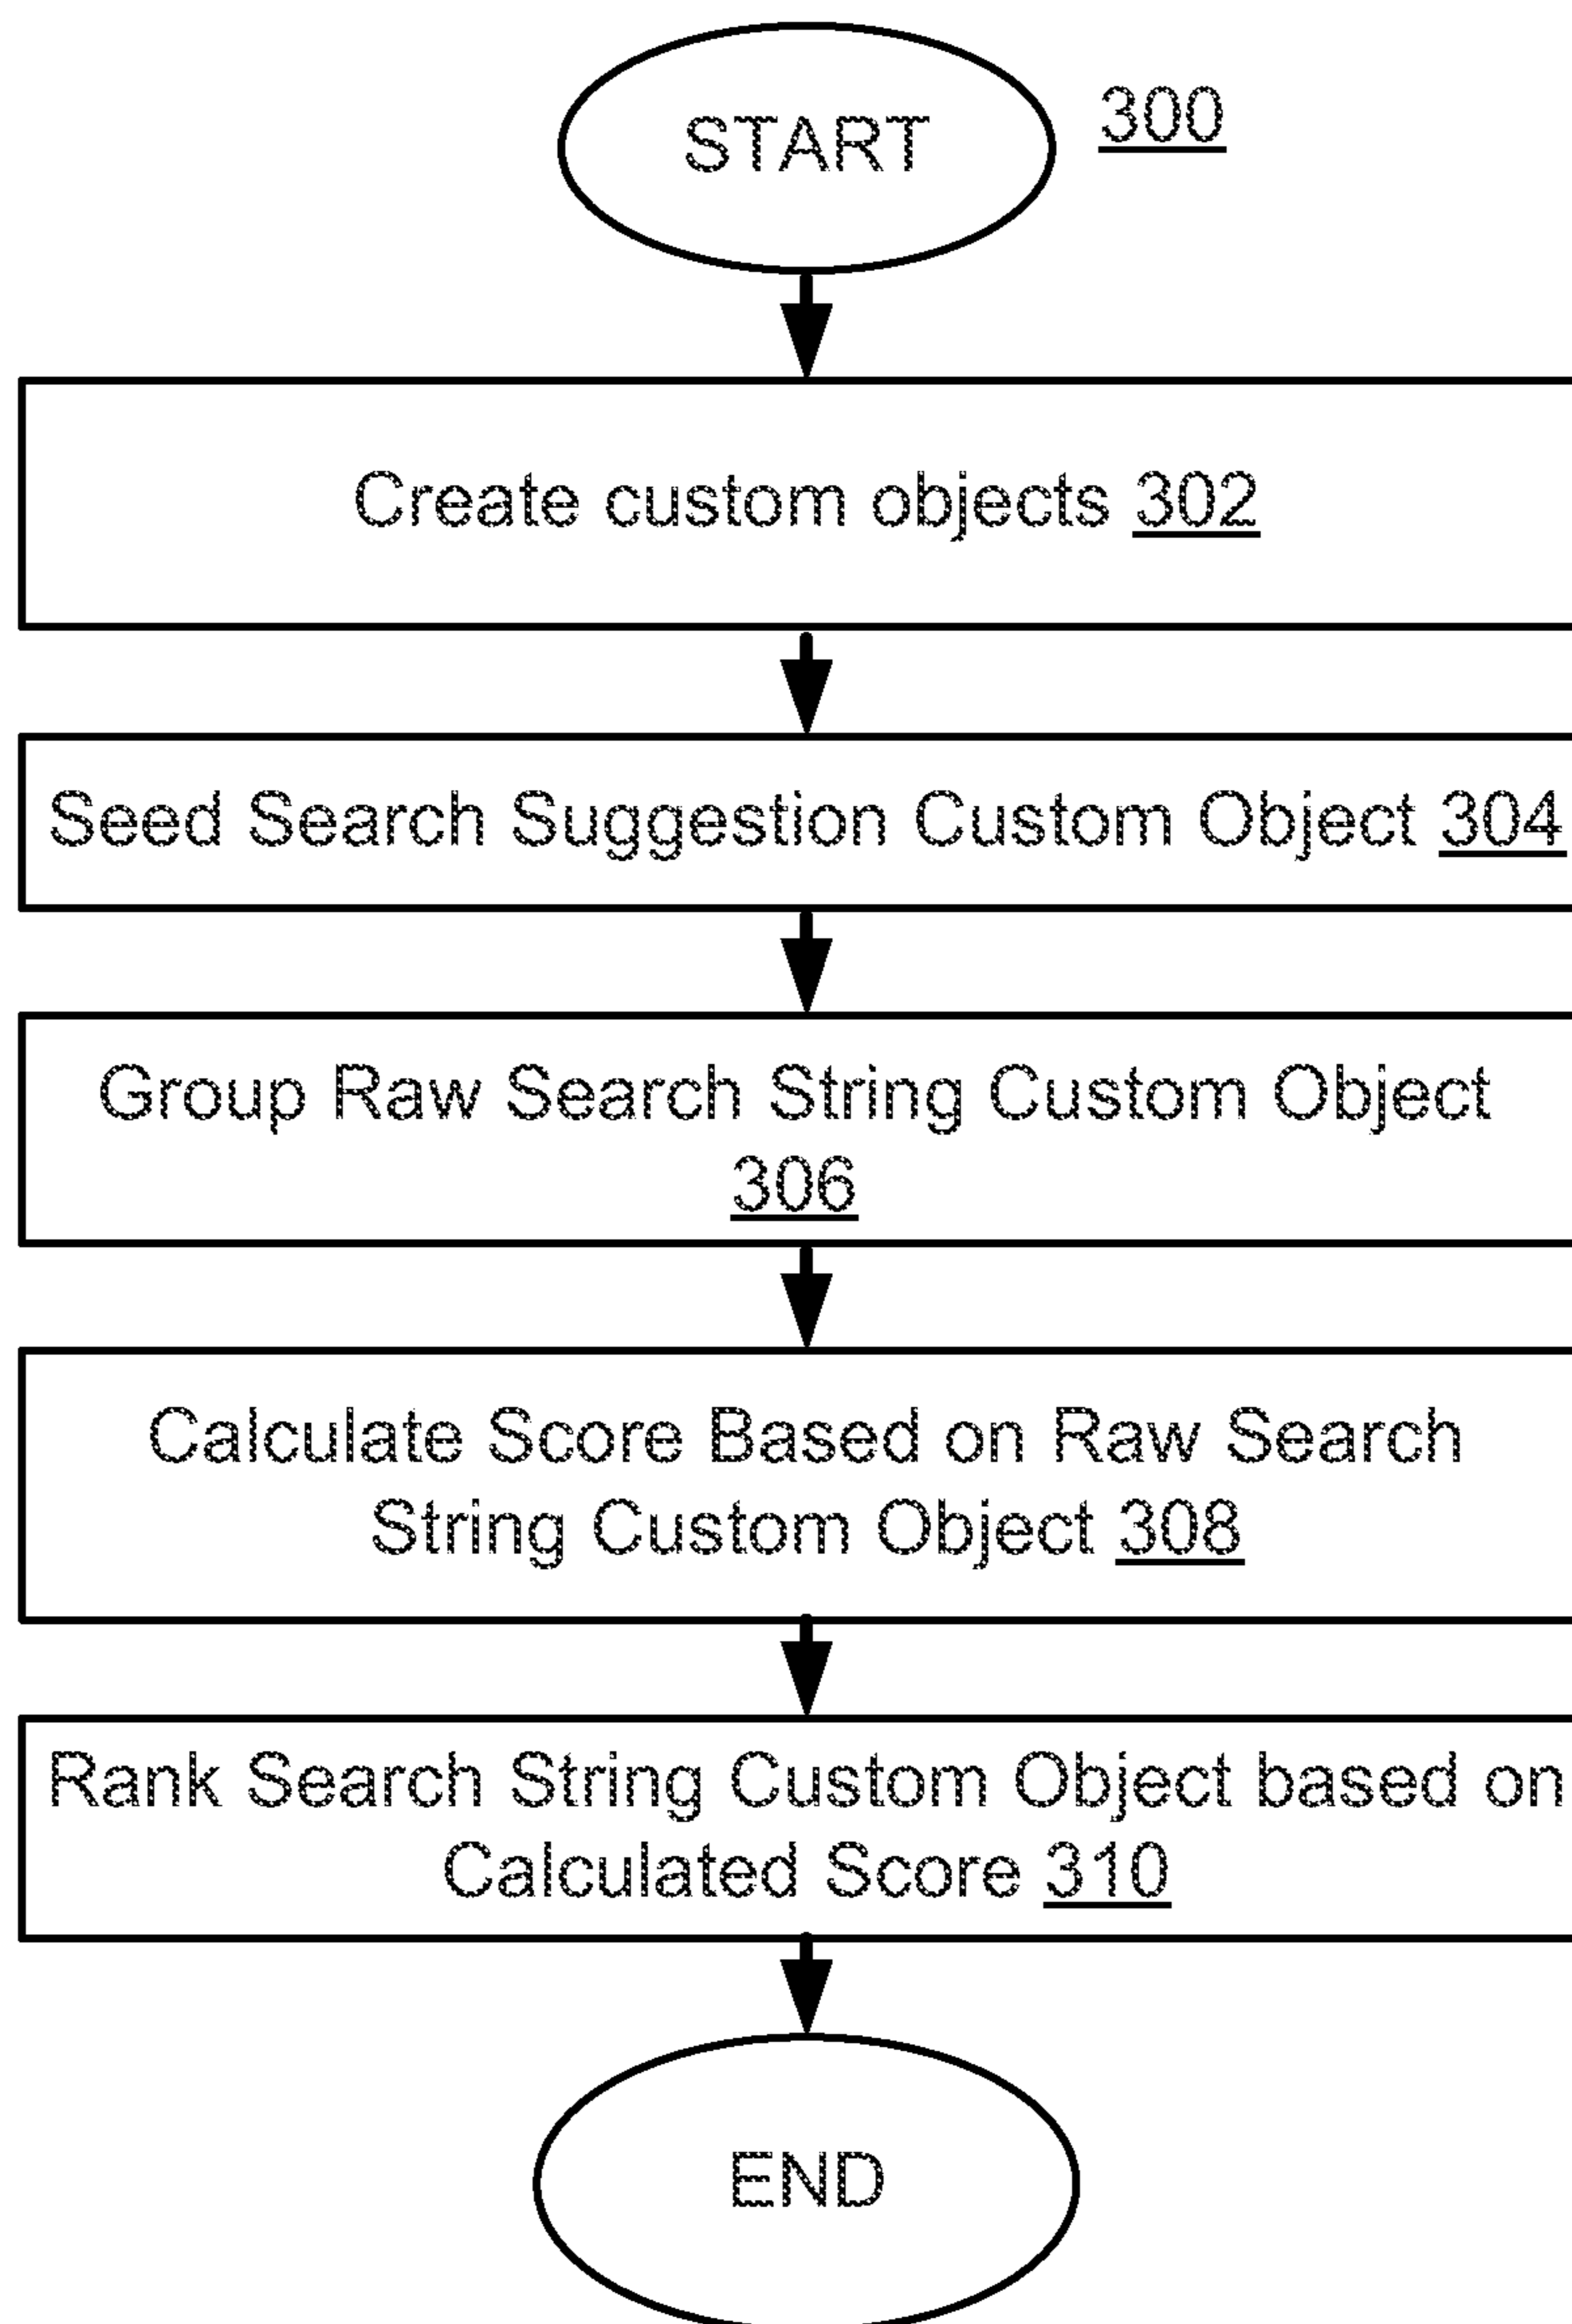 START
300
Create custom objects 302
Seed Search Suggestion Custom Object 304
Group Raw Search String Custom Object
306
Calculate Score Based on Raw Search
String Custom Object 308
Rank Search String Custom Object based on
Calculated Score 310
END